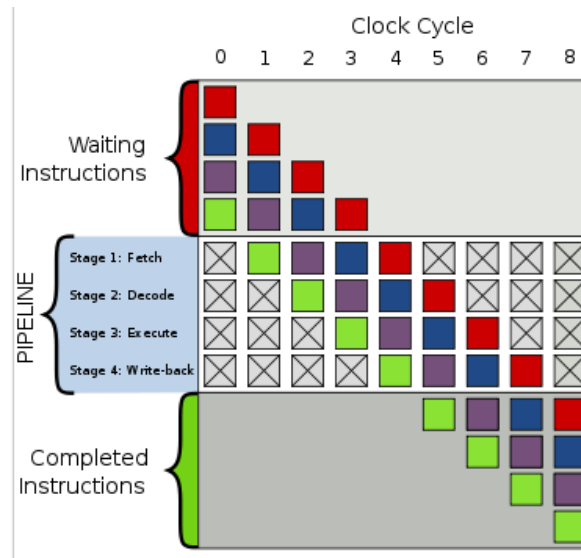 Clock Cycle
0 1 2 3 4 5 6 7 8
Waiting
Instructions
PIPELINE
Stage 1: Fetch
Stage 2: Decode
Stage 3: Execute
Stage 4: Write-back
Completed
Instructions